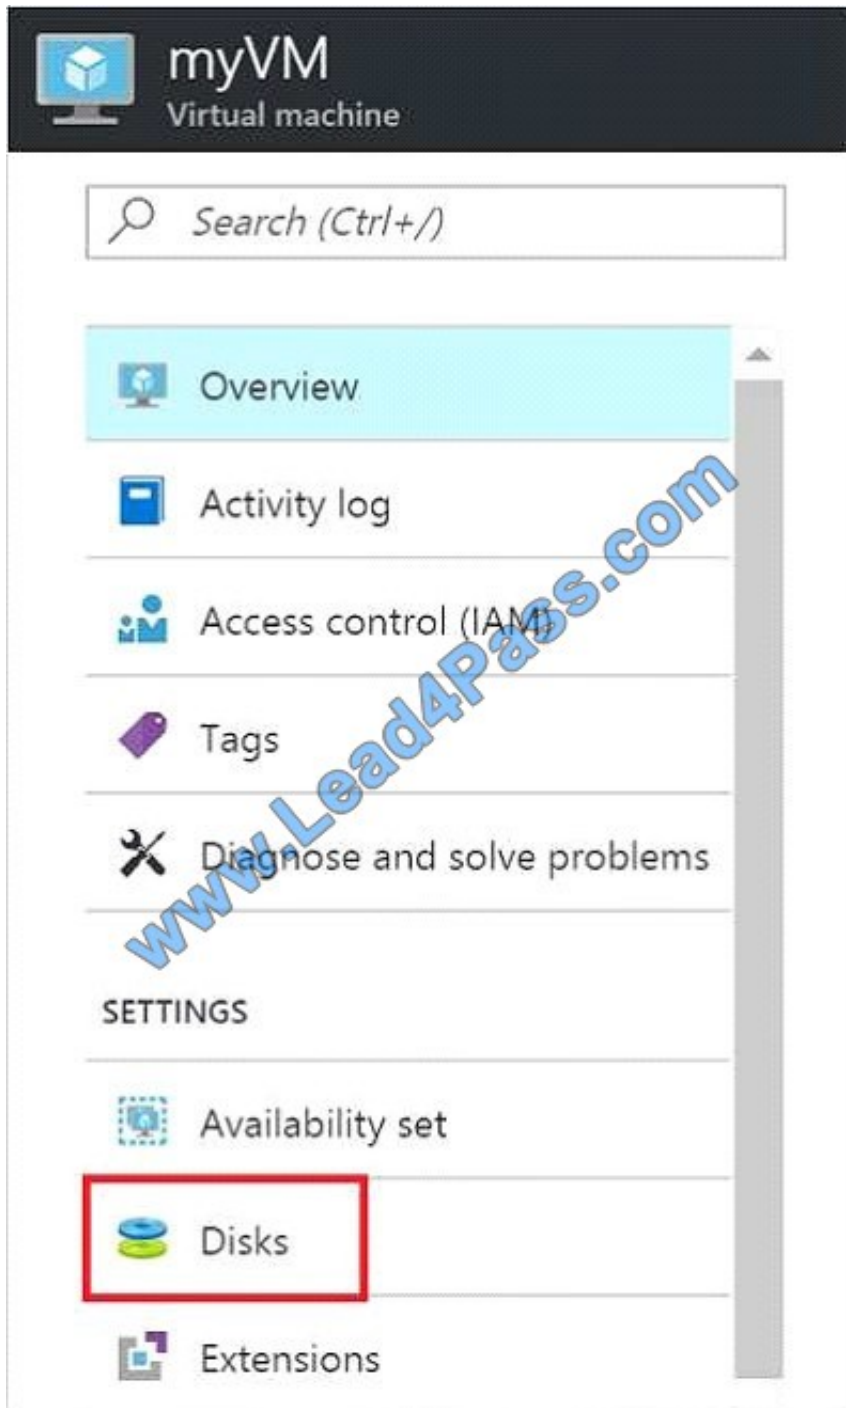 myVM
Virtual machine
Search (Ctrl+/)
Overview
Activity log
Access control (IAM)
Tags
Diagnose and solve problems
www.Lead4Pass.com
SETTINGS
Availability set
Disks
Extensions